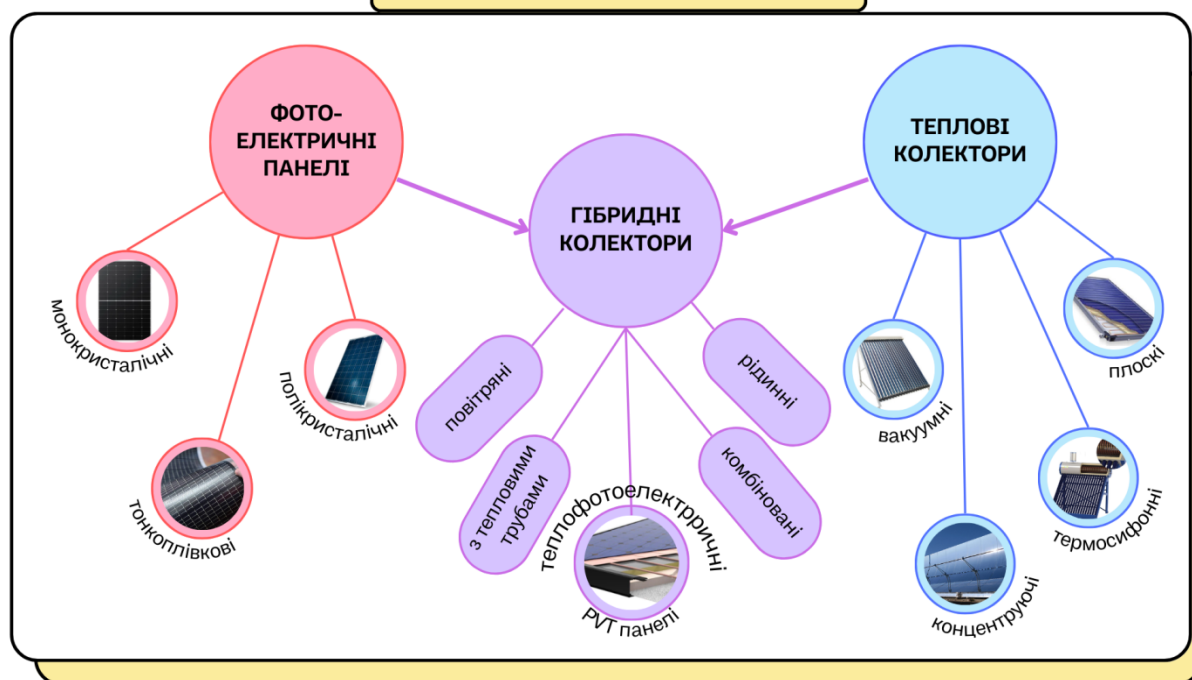 ФОТО-
ЕЛЕКТРИЧНІ
ПАНЕЛІ
ГІБРИДНІ
КОЛЕКТОРИ
ТЕПЛОВІ
КОЛЕКТОРИ
монокристалічні
тонкоплівкові
полікристалічні
повітряні
з тепловими
трубами
теплофотоелектрричні
PVT панелі
комбіновані
рідинні
вакуумні
концентруючі
термосифонні
плоскі